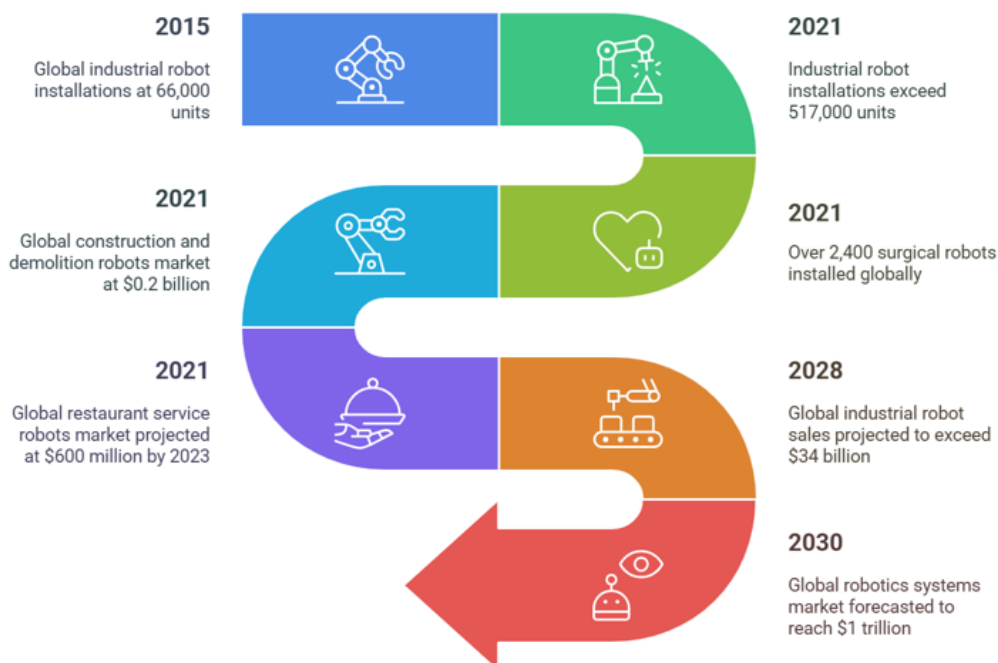 2015
Global industrial robot
installations at 66,000
units
2021
Industrial robot
installations exceed
517,000 units
2021
Over 2,400 surgical robots
installed globally
2021
Global construction and
demolition robots market
at $0.2 billion
2021
Global restaurant service
robots market projected
at $600 million by 2023
2028
Global industrial robot
sales projected to exceed
$34 billion
2030
Global robotics systems
market forecasted to
reach $1 trillion